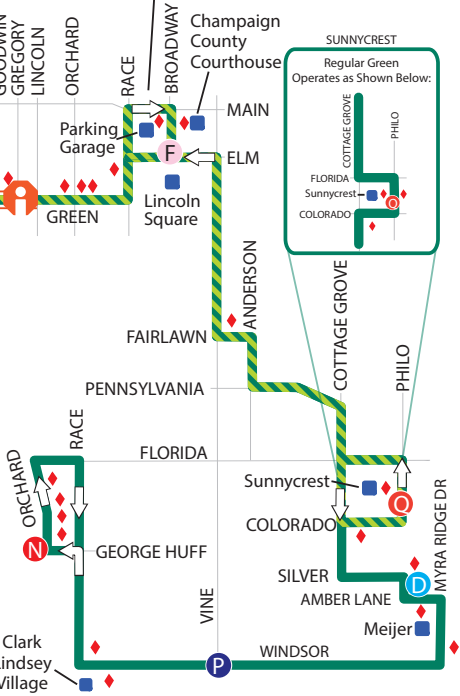 GOODWIN
GREGORY
LINCOLN
ORCHARD
RACE
BROADWAY
Champaign
County
Courthouse
MAIN
Parking
Garage
F
ELM
Lincoln
Square
GREEN
SUNNYCREST
Regular Green
Operates as Shown Below:
COTTAGE GROVE
PHILO
FLORIDA
Sunnycrest
Q
COLORADO
ANDERSON
FAIRLAWN
COTTAGE GROVE
PHILO
PENNSYLVANIA
RACE
FLORIDA
ORCHARD
Sunnycrest
Q
COLORADO
MYRA RIDGE DR
N
GEORGE HUFF
SILVER
D
AMBER LANE
VINE
Meijer
Clark
Lindsey
Village
P
WINDSOR